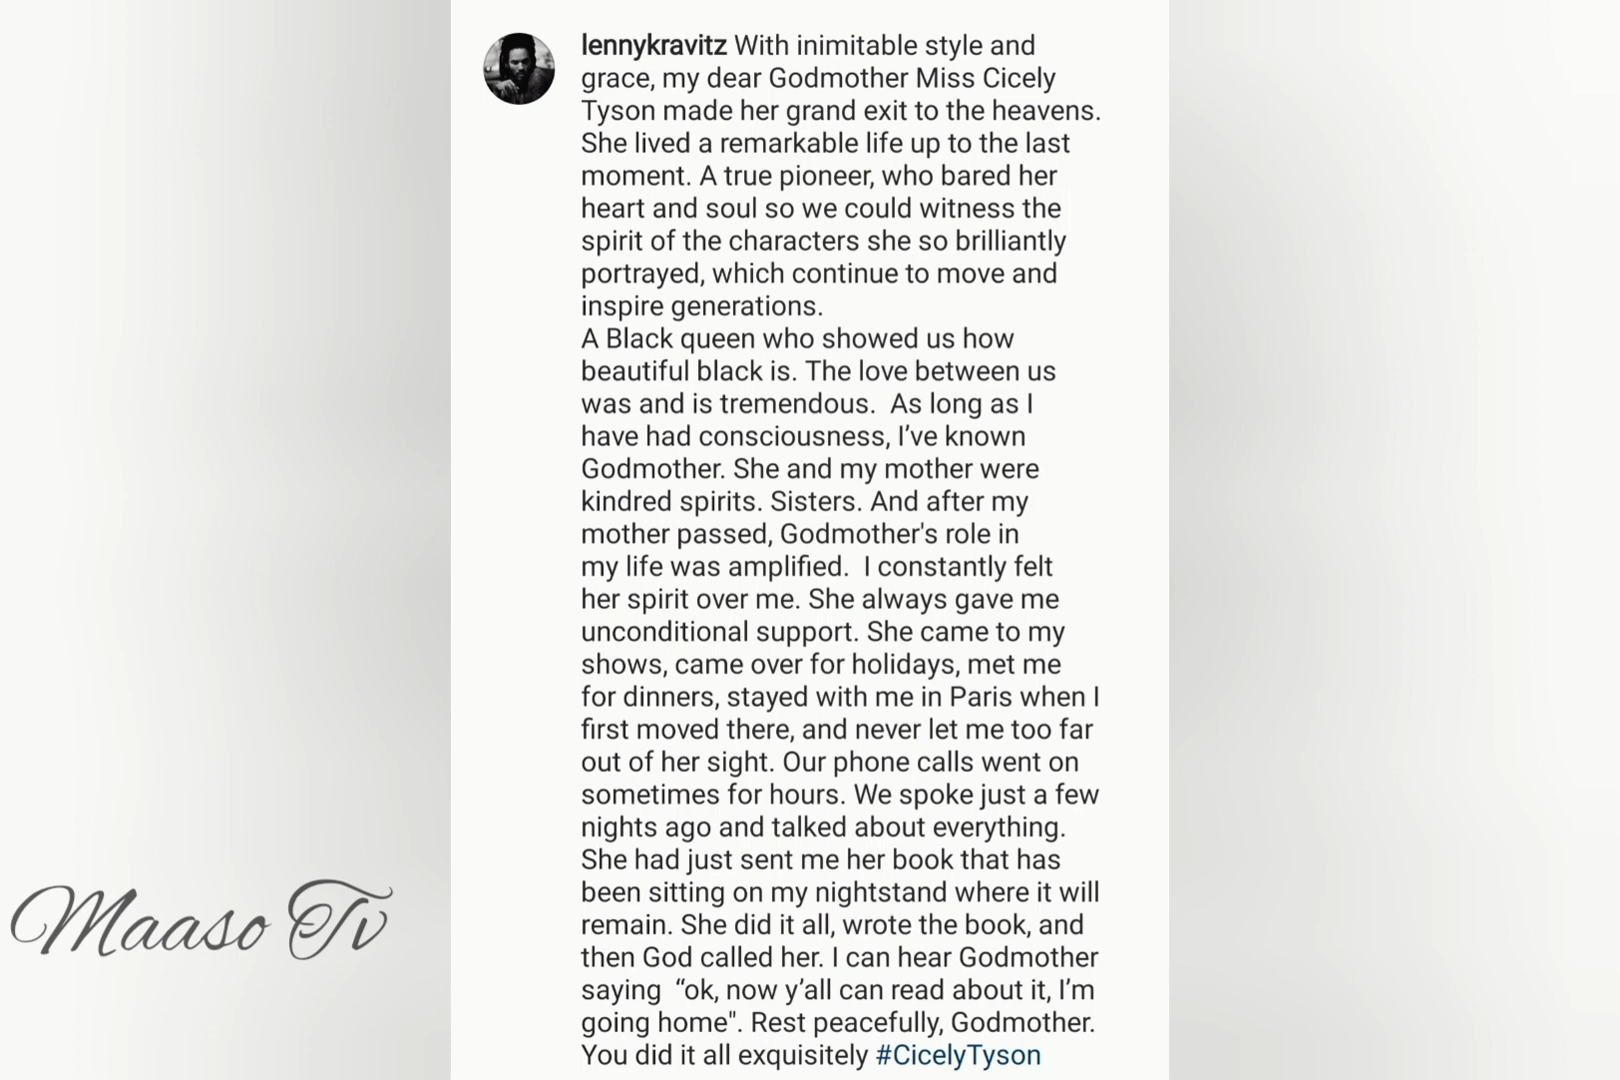 lennykravitz With inimitable style and
grace, my dear Godmother Miss Cicely
Tyson made her grand exit to the heavens.
She lived a remarkable life up to the last
moment. A true pioneer, who bared her
heart and soul so we could witness the
spirit of the characters she so brilliantly
portrayed, which continue to move and
inspire generations.
A Black queen who showed us how
beautiful black is. The love between us
was and is tremendous.  As long as I
have had consciousness, I’ve known
Godmother. She and my mother were
kindred spirits. Sisters. And after my
mother passed, Godmother's role in
my life was amplified.  I constantly felt
her spirit over me. She always gave me
unconditional support. She came to my
shows, came over for holidays, met me
for dinners, stayed with me in Paris when I
first moved there, and never let me too far
out of her sight. Our phone calls went on
sometimes for hours. We spoke just a few
nights ago and talked about everything.
She had just sent me her book that has
been sitting on my nightstand where it will
remain. She did it all, wrote the book, and
then God called her. I can hear Godmother
saying  “ok, now y’all can read about it, I’m
going home". Rest peacefully, Godmother.
You did it all exquisitely #CicelyTyson
Maaso Tv